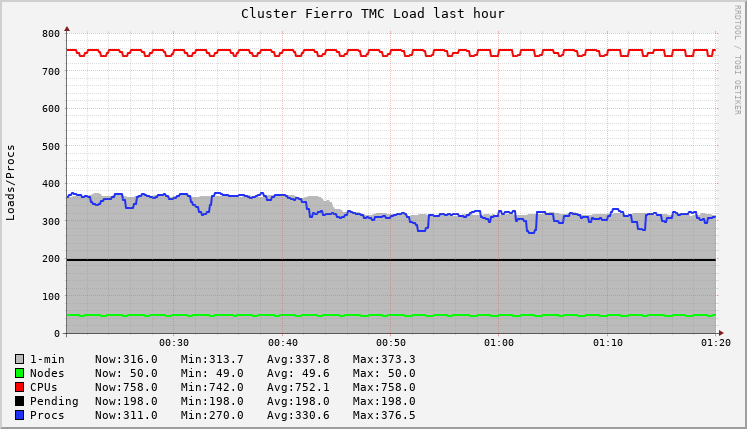 Cluster Fierro TMC Load last hour
RRDTOOL / TOBI OETIKER
Loads/Procs
800
700
600
500
400
300
200
100
0
00:30 00:40 00:50 01:00 01:10 01:20
1-min Now:316.0 Min:313.7 Avg:337.8 Max:373.3
Nodes Now: 50.0 Min: 49.0 Avg: 49.6 Max: 50.0
CPUs Now:758.0 Min:742.0 Avg:752.1 Max:758.0
Pending Now:198.0 Min:198.0 Avg:198.0 Max:198.0
Procs Now:311.0 Min:270.0 Avg:330.6 Max:376.5